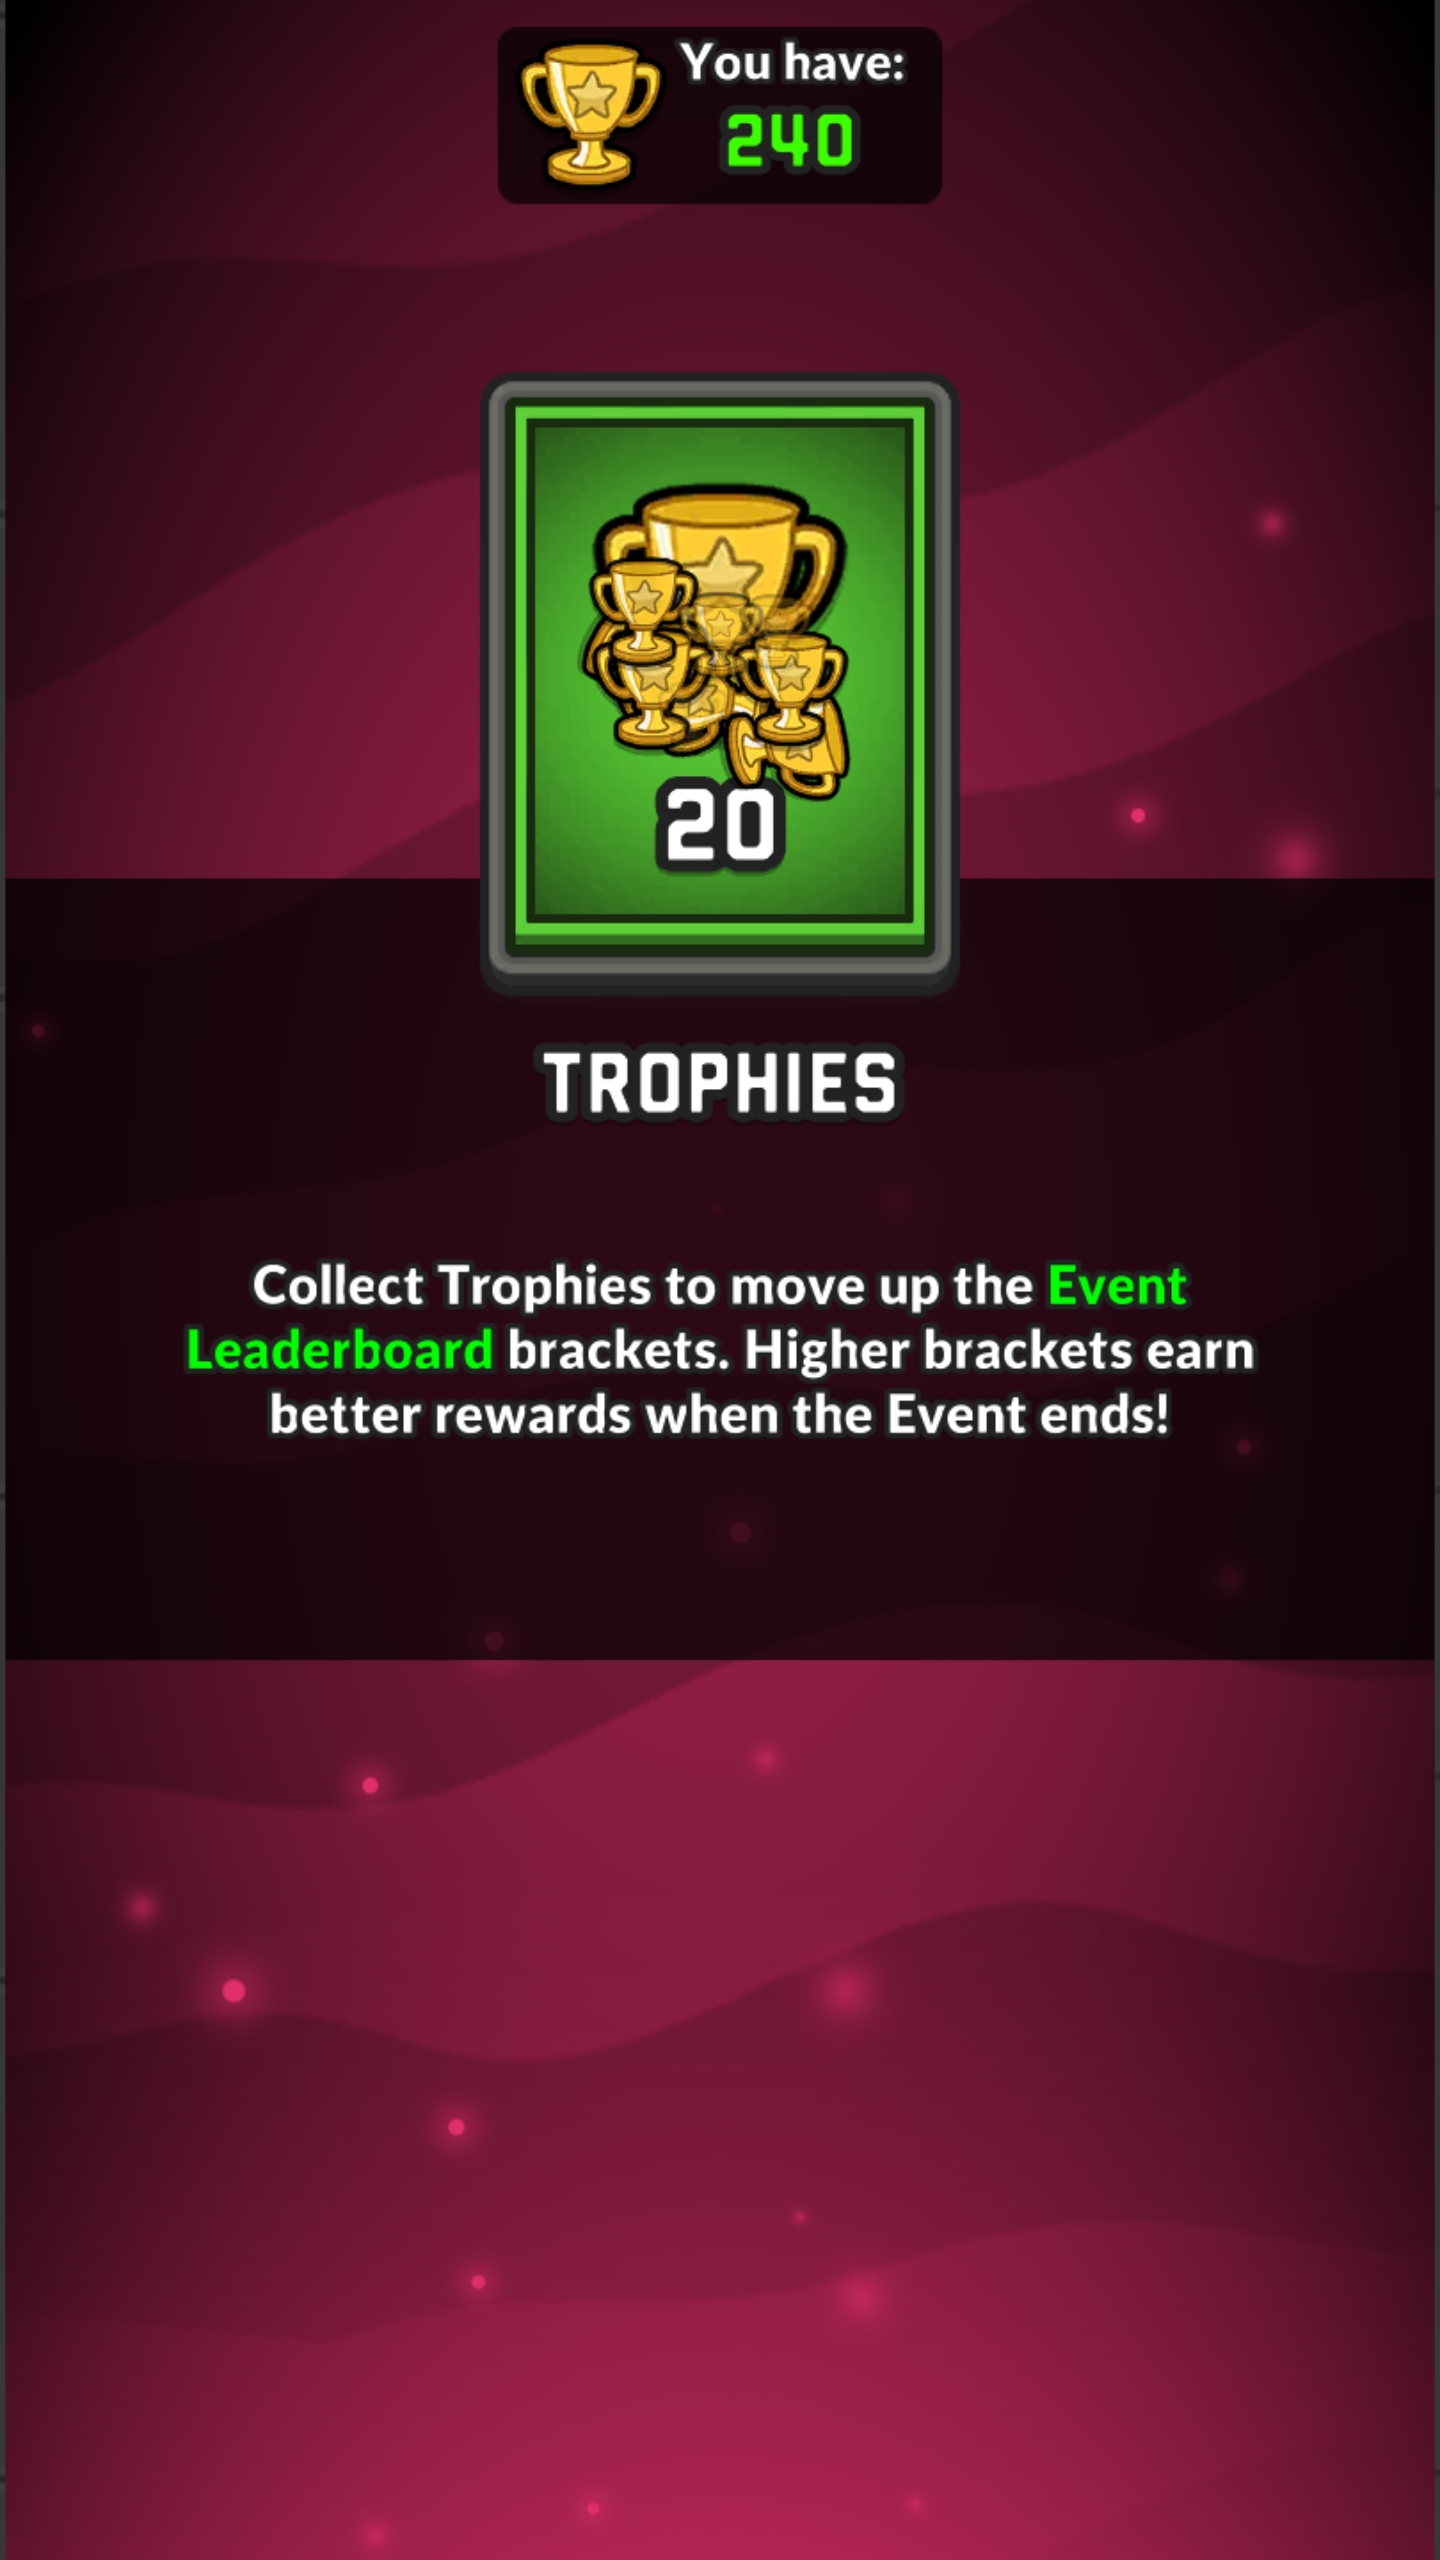 You have:
240
20
TROPHIES
Collect Trophies to move up the Event
Leaderboard brackets. Higher brackets earn
better rewards when the Event ends!